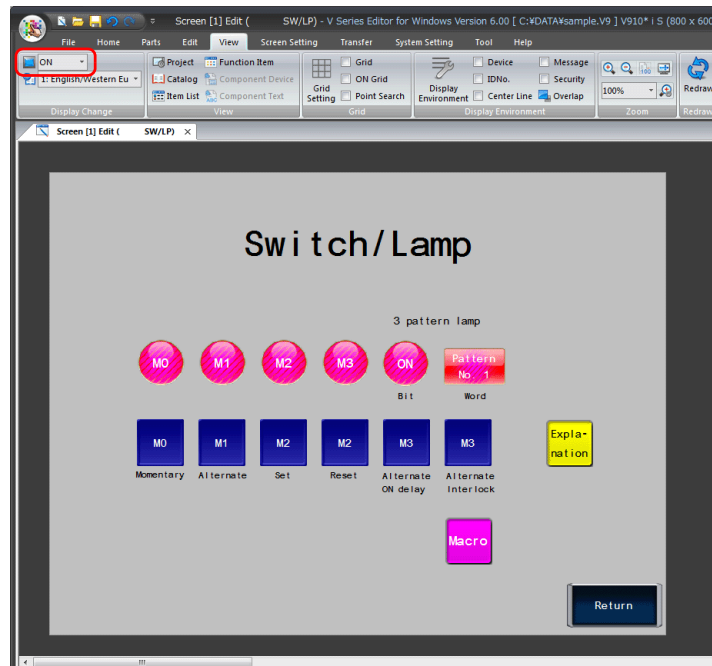 Screen [1] Edit (      SW/LP) - V Series Editor for Windows Version 6.00 [ C:¥DATA¥sample.V9 ] V910* i S (800 x 600
File Home Parts Edit View Screen Setting Transfer System Setting Tool Help
ON
1: English/Western Eu
Display Change
Project Function Item
Catalog Component Device
Item List Component Text
View
Grid Setting
Grid
ON Grid
Point Search
Grid
Display Environment
Device Message
IDNo. Security
Center Line Overlap
Display Environment
100%
Zoom
Redraw
Redraw
Screen [1] Edit (      SW/LP) ×
Switch/Lamp
3 pattern lamp
M0 M1 M2 M3 ON Pattern
No. 1
Bit Word
M0 M1 M2 M2 M3 M3
Expla-
nation
Momentary Alternate Set Reset Alternate Alternate
ON delay Interlock
Macro
Return